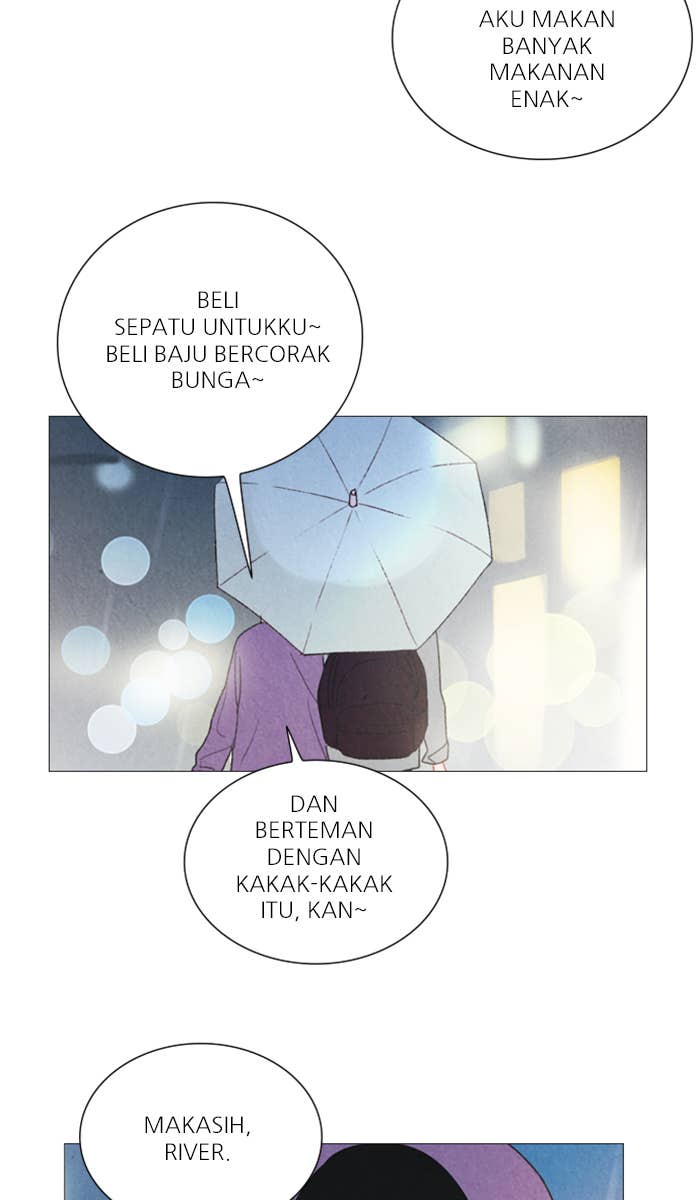 AKU MAKAN
BANYAK
MAKANAN
ENAK~
BELI
SEPATU UNTUKKU~
BELI BAJU BERCORAK
BUNGA~
DAN
BERTEMAN
DENGAN
KAKAK-KAKAK
ITU, KAN~
MAKASIH,
RIVER.